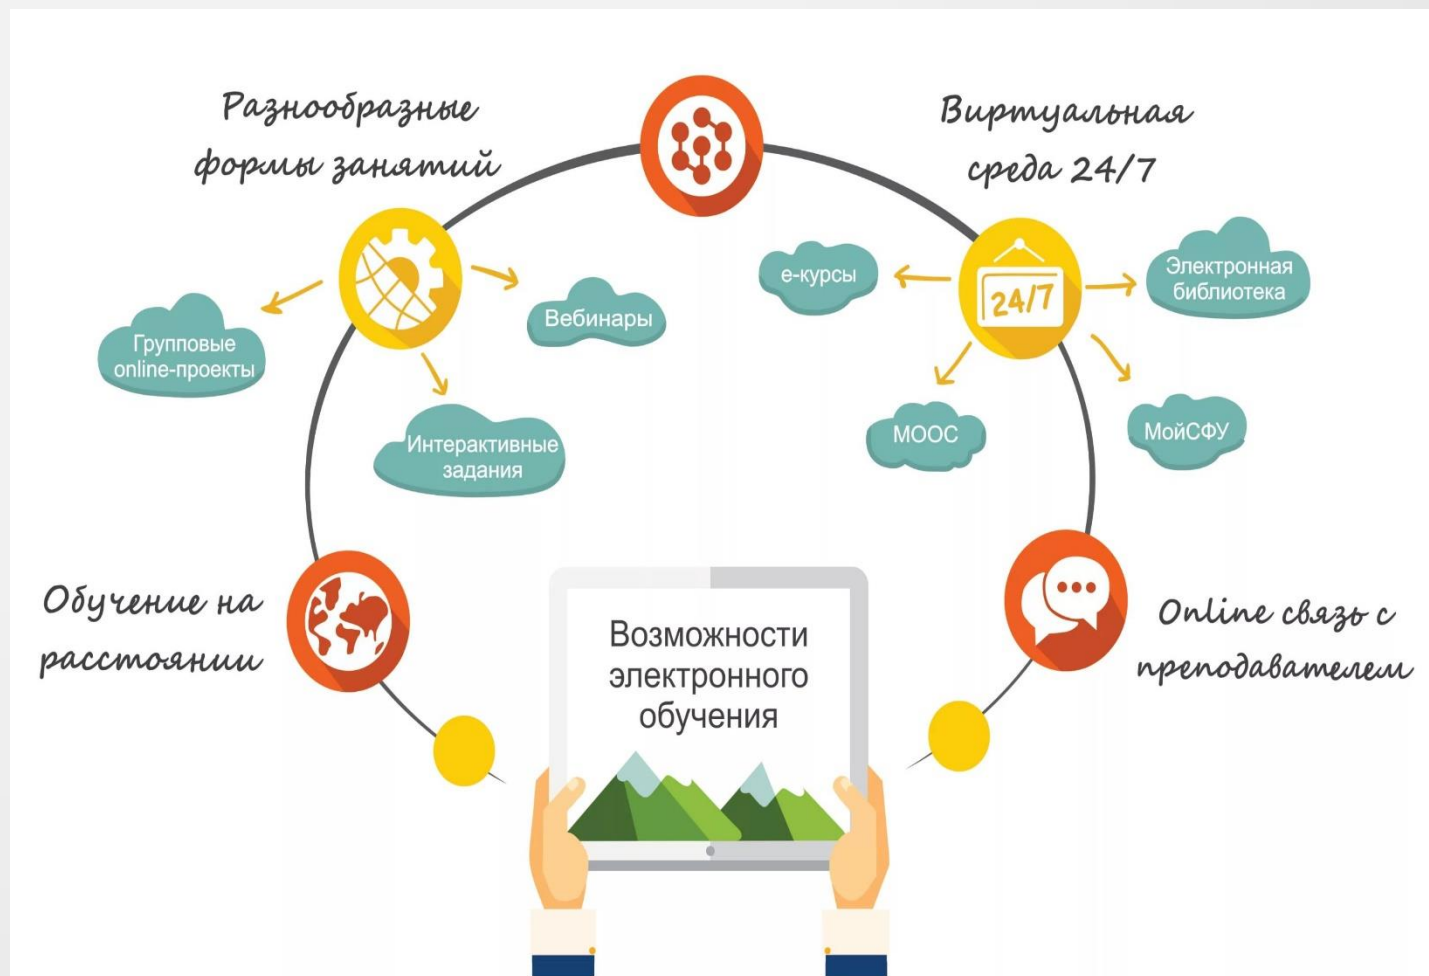 Разнообразные
формы занятий
Виртуальная
среда 24/7
Групповые
online-проекты
Вебинары
Интерактивные
задания
е-курсы
24/7
Электронная
библиотека
МООС
МойСФУ
Обучение на
расстоянии
Возможности
электронного
обучения
Online связь с
преподавателем